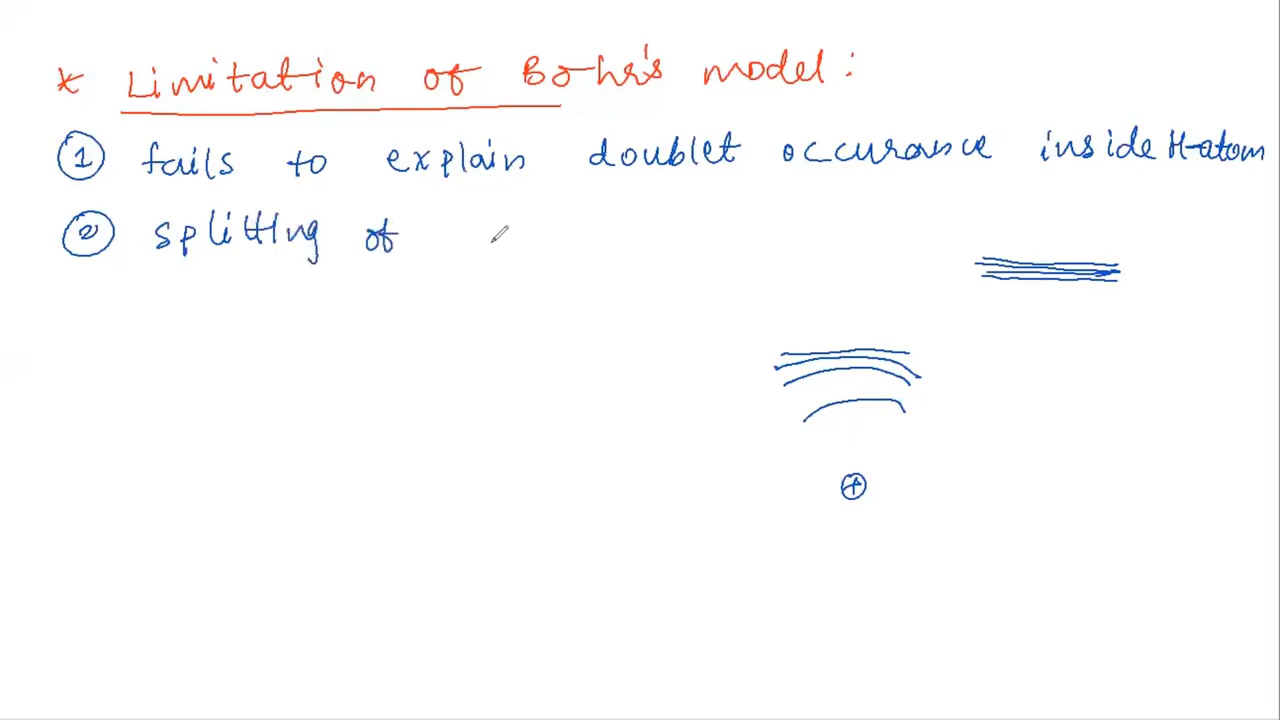 * Limitation of Bohr's model:
① fails to explain doublet occurance inside H-atom
② splitting of
+